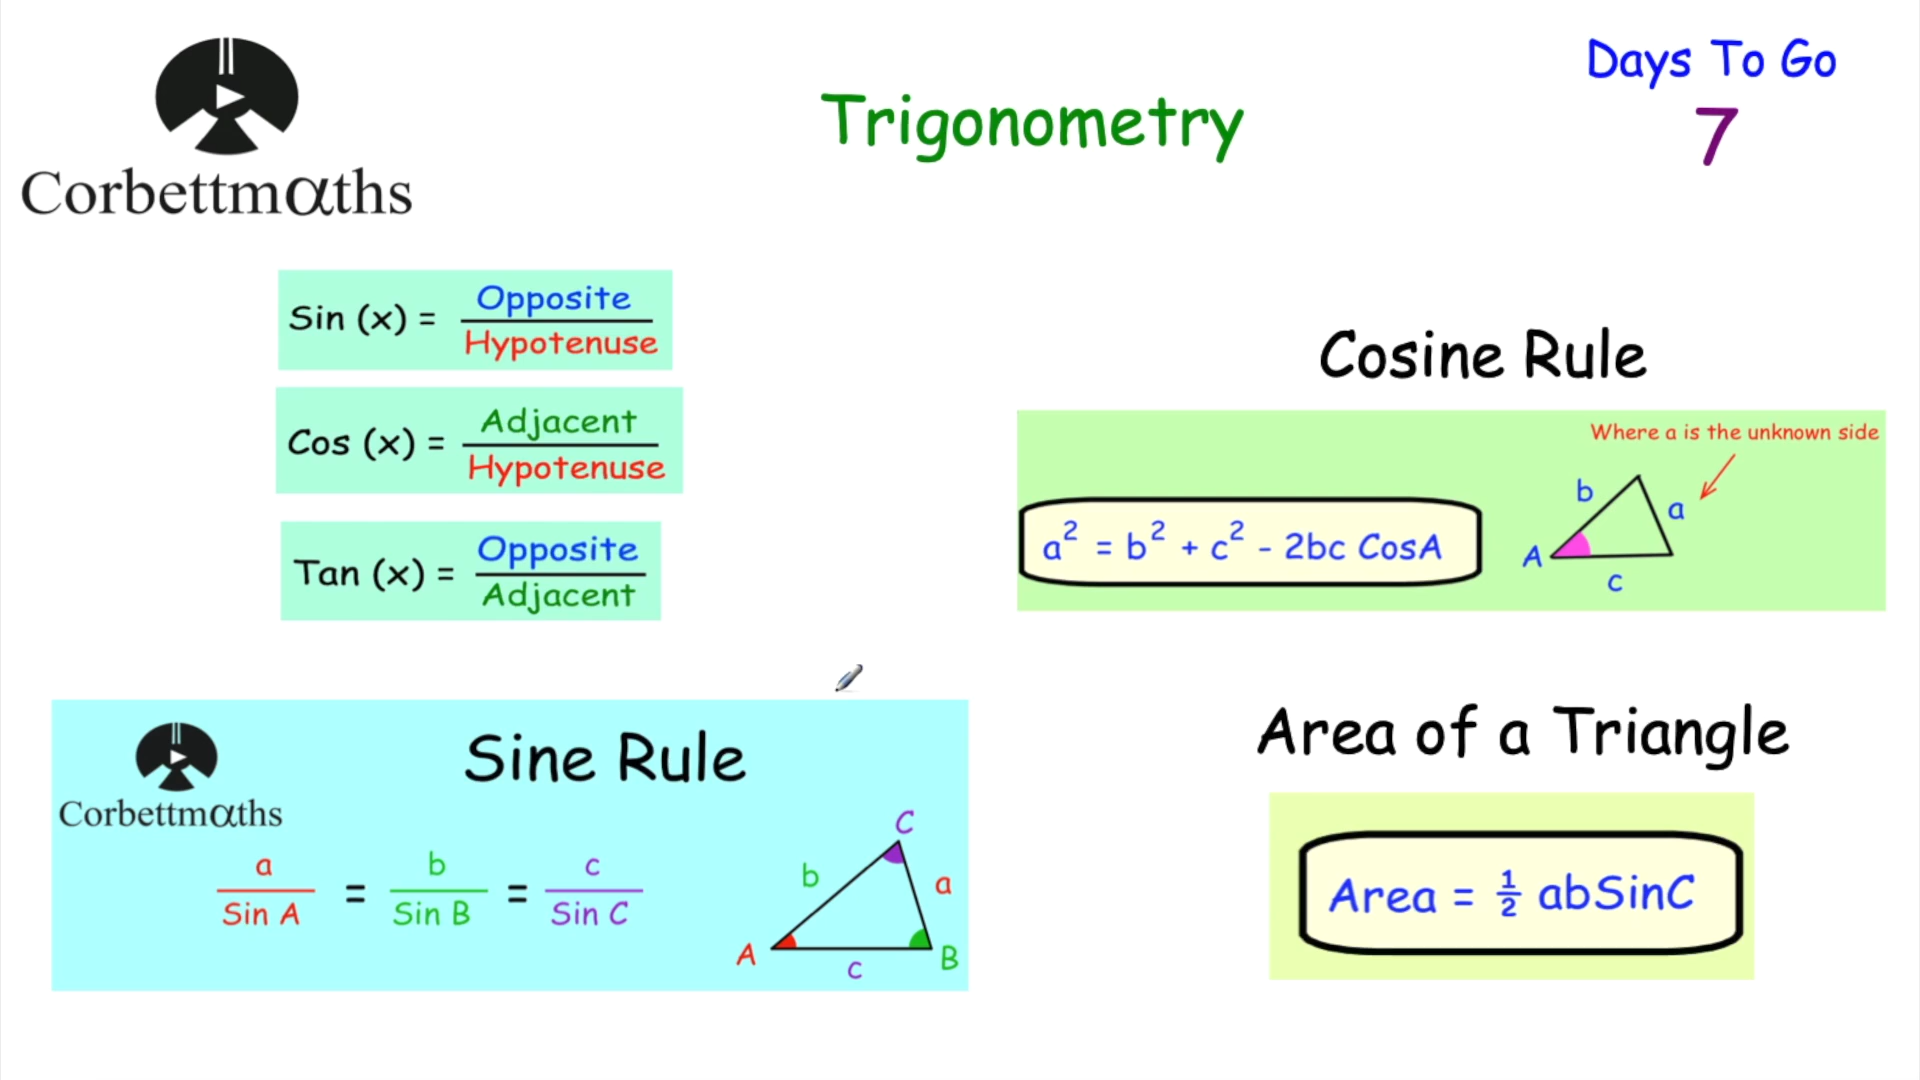 Corbettmαths
Trigonometry
Days To Go
7
Sin (x) = Opposite / Hypotenuse
Cos (x) = Adjacent / Hypotenuse
Tan (x) = Opposite / Adjacent
Cosine Rule
Where a is the unknown side
a² = b² + c² - 2bc CosA
b
a
A
c
Corbettmαths
Sine Rule
a / Sin A = b / Sin B = c / Sin C
C
b
a
A
c
B
Area of a Triangle
Area = ½ abSinC